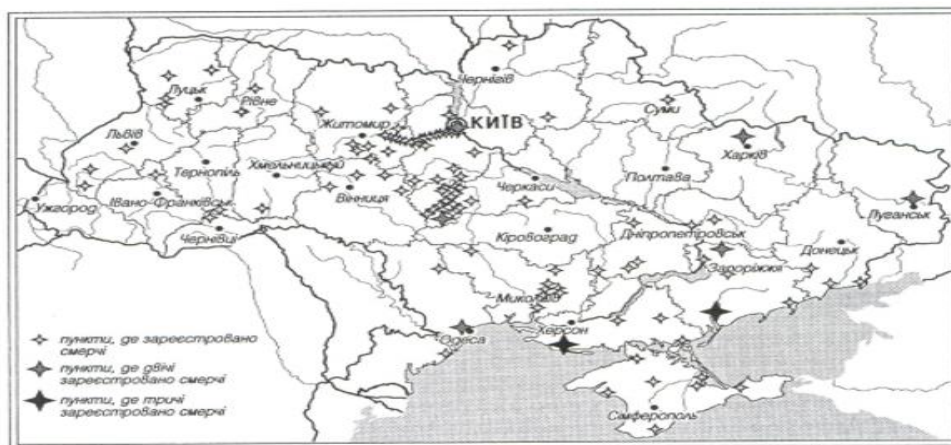 Чернігів
Луцьк
Рівне
Суми
Житомир
КИЇВ
Львів
Харків
Хмельницький
Тернопіль
Полтава
Черкаси
Ужгород
Івано-Франківськ
Вінниця
Луганськ
Чернівці
Кіровоград
Дніпропетровськ
Донецьк
Запоріжжя
Миколаїв
Херсон
Одеса
Сімферополь
пункти, де зареєстровано
смерчі
пункти, де двічі
зареєстровано смерчі
пункти, де тричі
зареєстровано смерчі